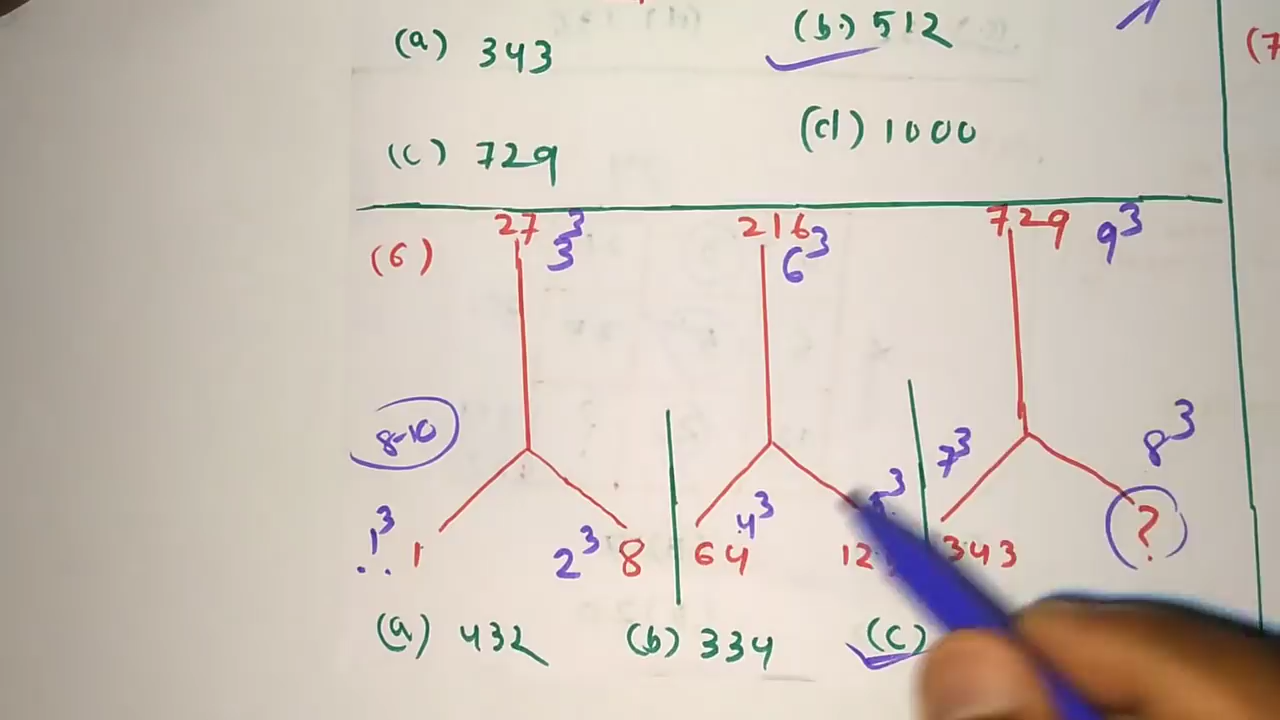 (a) 343 (b.) 512
(c) 729 (d) 1000
(7
(6) 27 3³ 216 6³ 729 9³
8-10 7³ 8³
1³ 1 2³ 8 64 4³ 343 ?
(a) 432 (b) 334 (c)